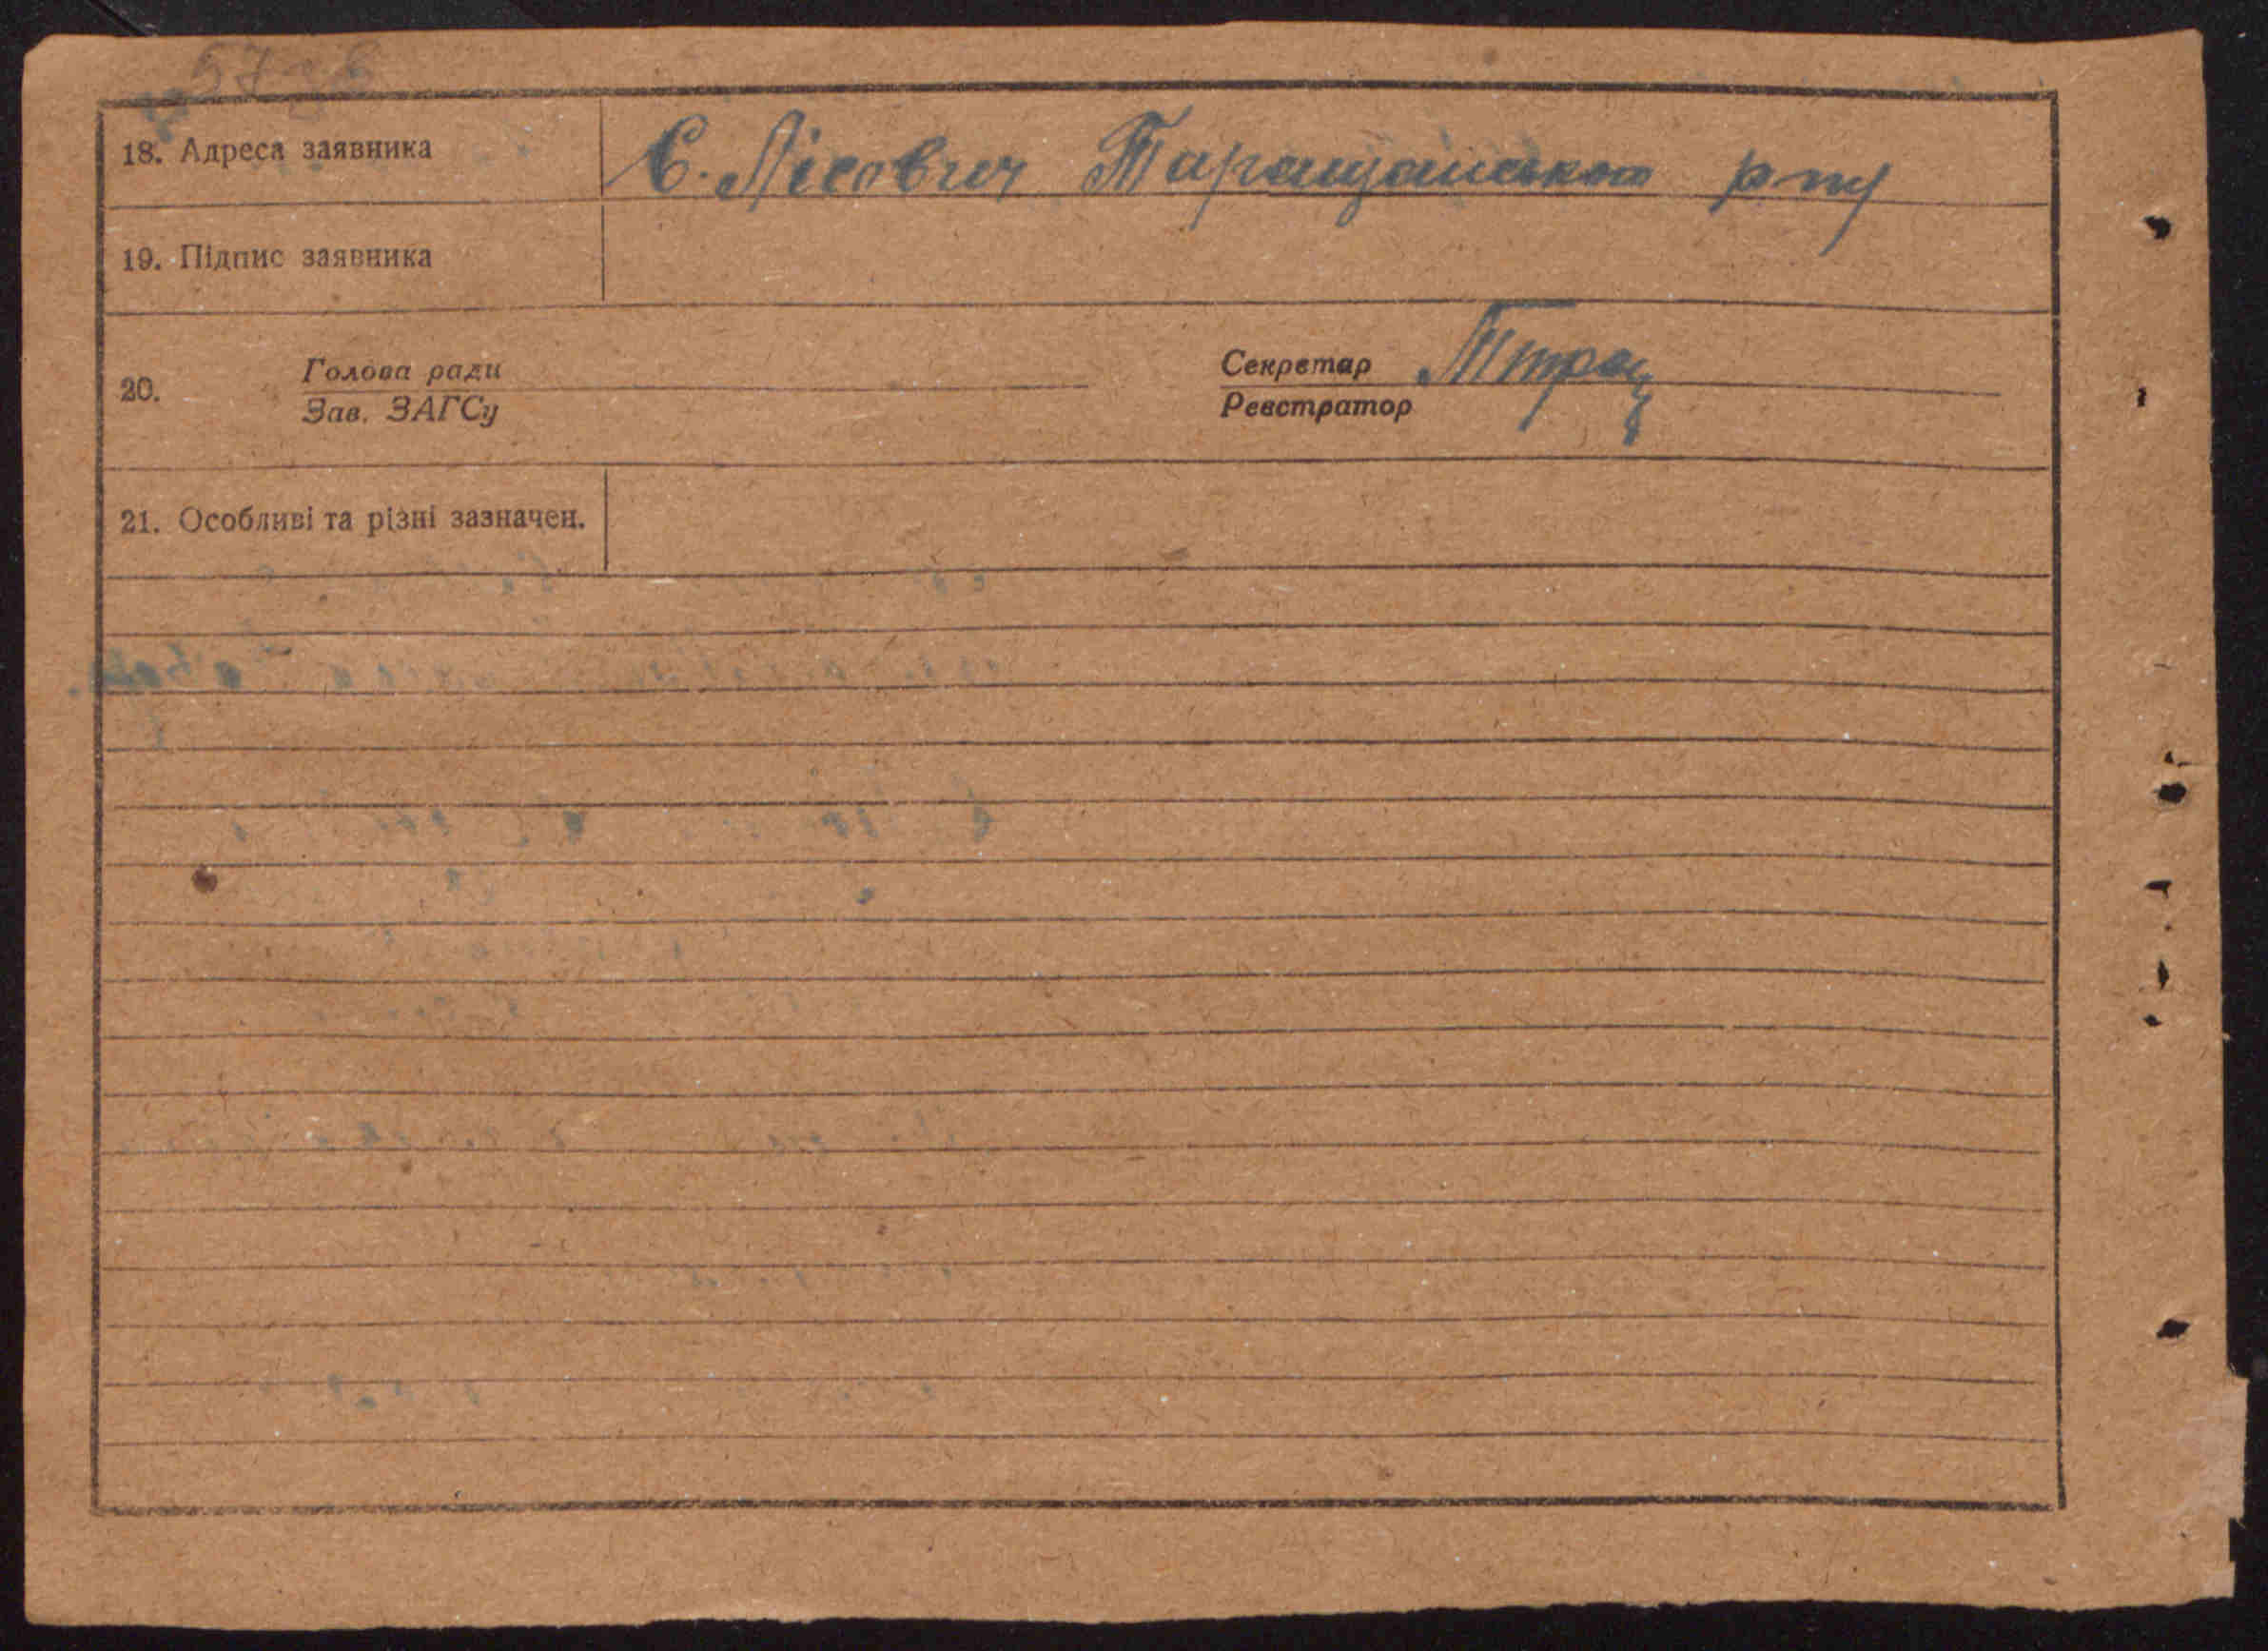 18. Адреса заявника С. Лісович Таращанського р ну
19. Підпис заявника
20. Голова ради Секретар
Зав. ЗАГСу Реєстратор
21. Особливі та різні зазначен.